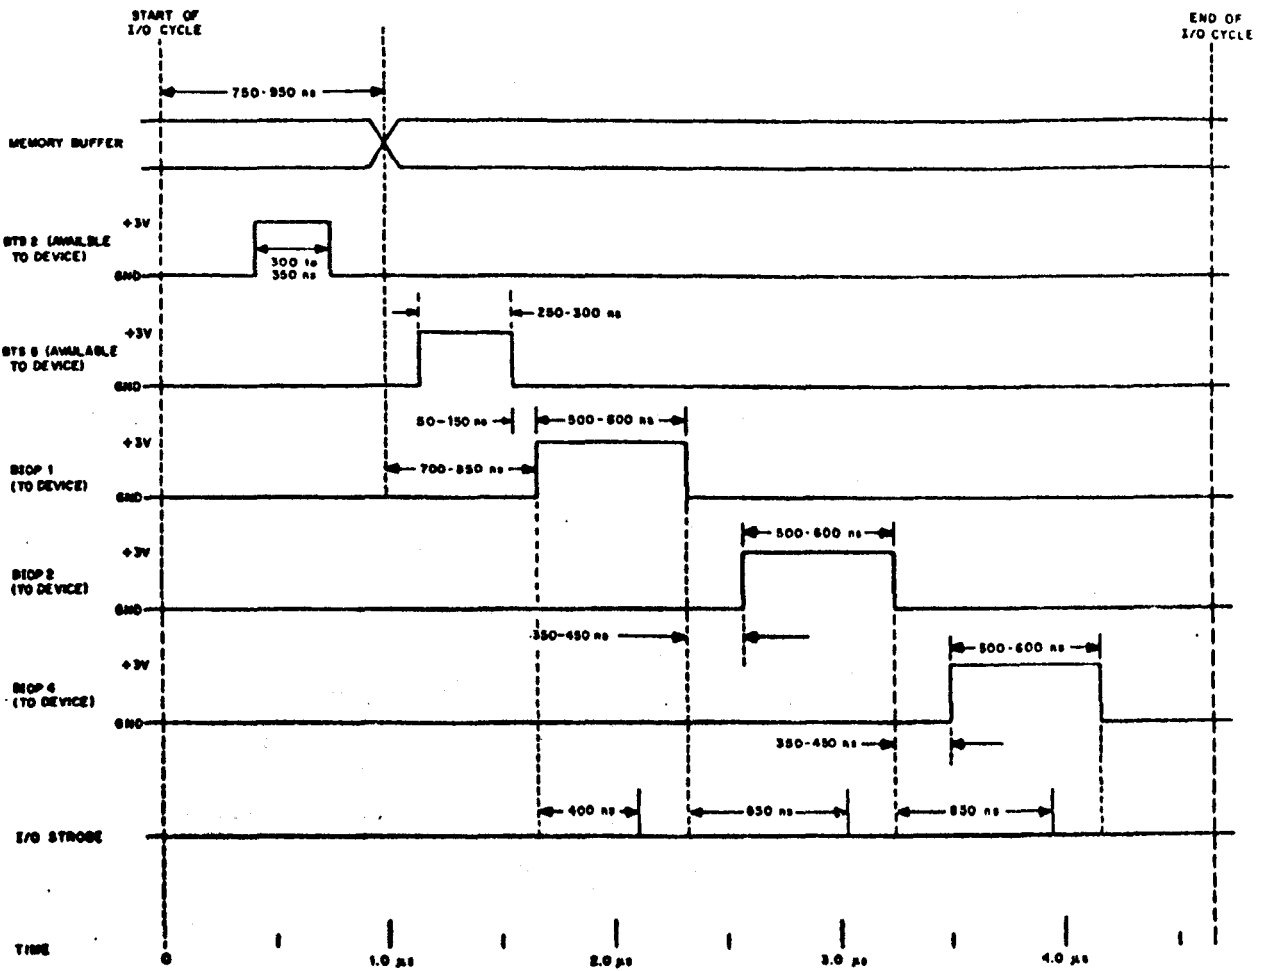 START OF
I/O CYCLE
END OF
I/O CYCLE
750-950 ns
MEMORY BUFFER
+3V
BTS 2 (AVAILBLE
TO DEVICE)
300 to
350 ns
GND
250-300 ns
+3V
BTS 5 (AVAILABLE
TO DEVICE)
GND
50-150 ns
500-600 ns
+3V
BIOP 1
(TO DEVICE)
700-850 ns
GND
500-600 ns
+3V
BIOP 2
(TO DEVICE)
GND
350-450 ns
500-600 ns
+3V
BIOP 4
(TO DEVICE)
GND
350-450 ns
400 ns
650 ns
ns
I/O STROBE
TIME
0
1.0 µs
2.0 µs
3.0 µs
4.0 µs